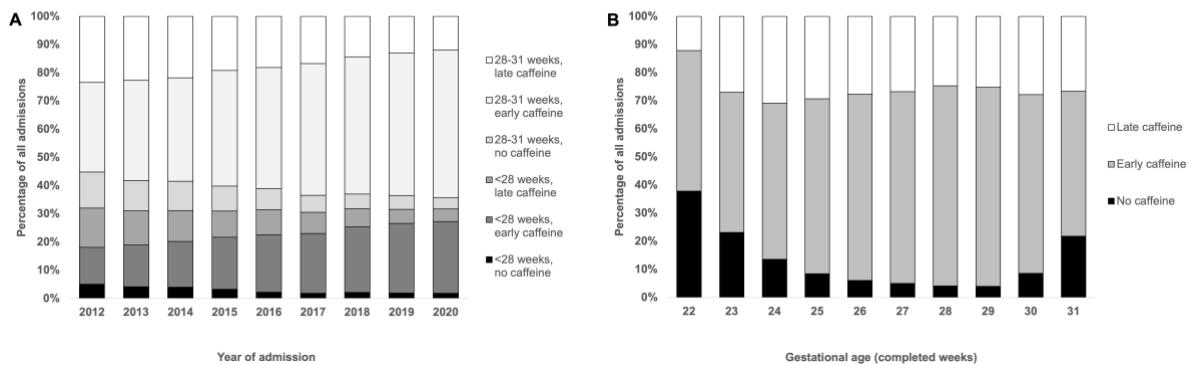 A
Percentage of all admissions
100%
90%
80%
70%
60%
50%
40%
30%
20%
10%
0%
2012 2013 2014 2015 2016 2017 2018 2019 2020
Year of admission
28-31 weeks,
late caffeine
28-31 weeks,
early caffeine
28-31 weeks,
no caffeine
<28 weeks,
late caffeine
<28 weeks,
early caffeine
<28 weeks,
no caffeine
B
Percentage of all admissions
100%
90%
80%
70%
60%
50%
40%
30%
20%
10%
0%
22 23 24 25 26 27 28 29 30 31
Gestational age (completed weeks)
Late caffeine
Early caffeine
No caffeine